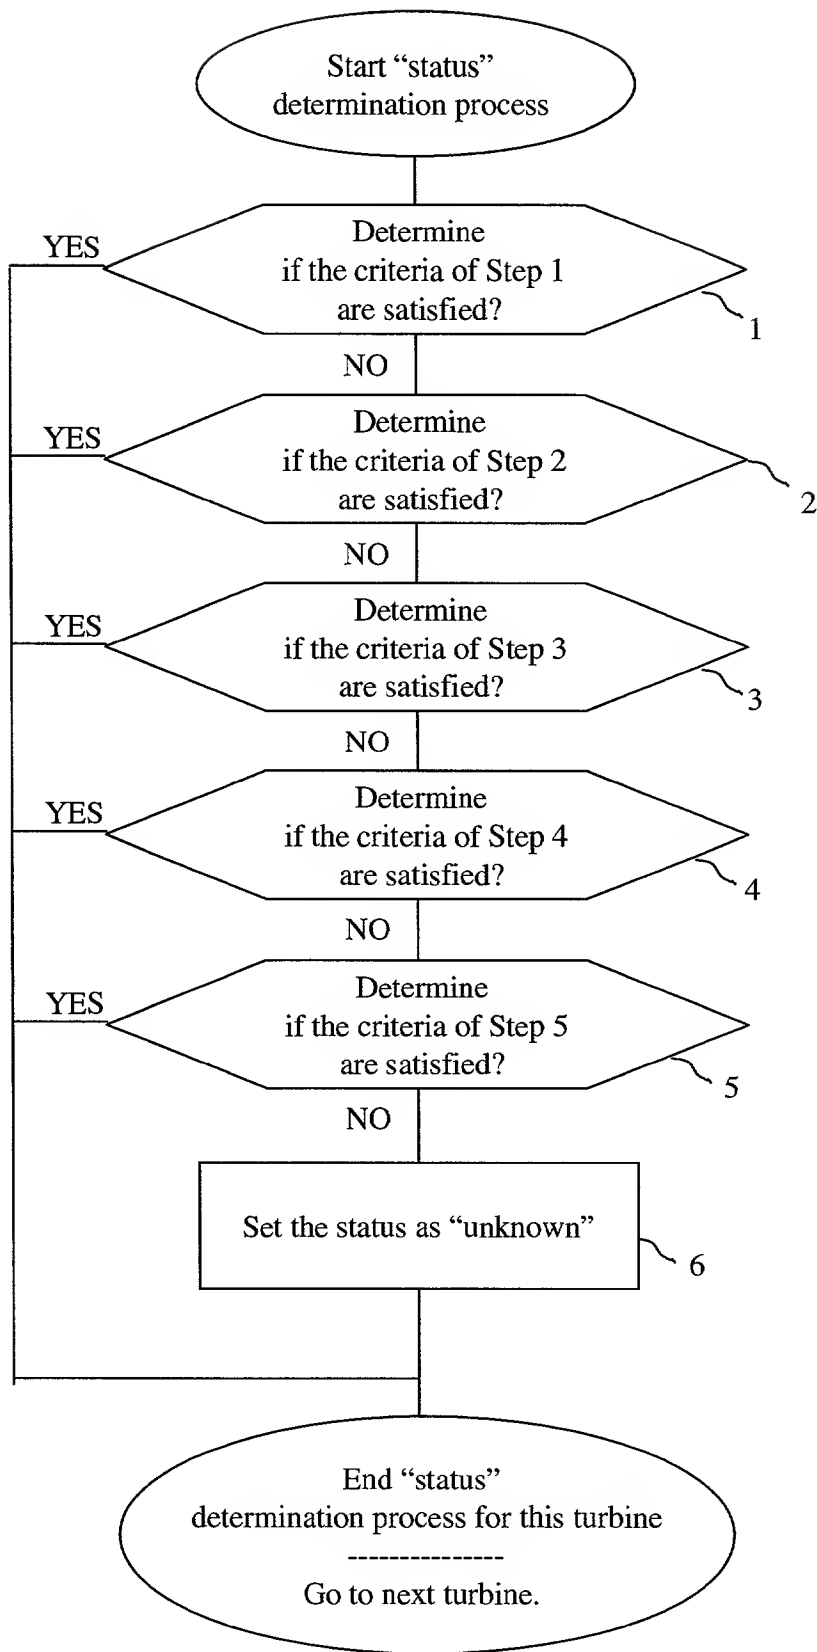 Start “status”
determination process
YES
Determine
if the criteria of Step 1
are satisfied?
1
NO
YES
Determine
if the criteria of Step 2
are satisfied?
2
NO
YES
Determine
if the criteria of Step 3
are satisfied?
3
NO
YES
Determine
if the criteria of Step 4
are satisfied?
4
NO
YES
Determine
if the criteria of Step 5
are satisfied?
5
NO
Set the status as “unknown”
6
End “status”
determination process for this turbine
---------------
Go to next turbine.